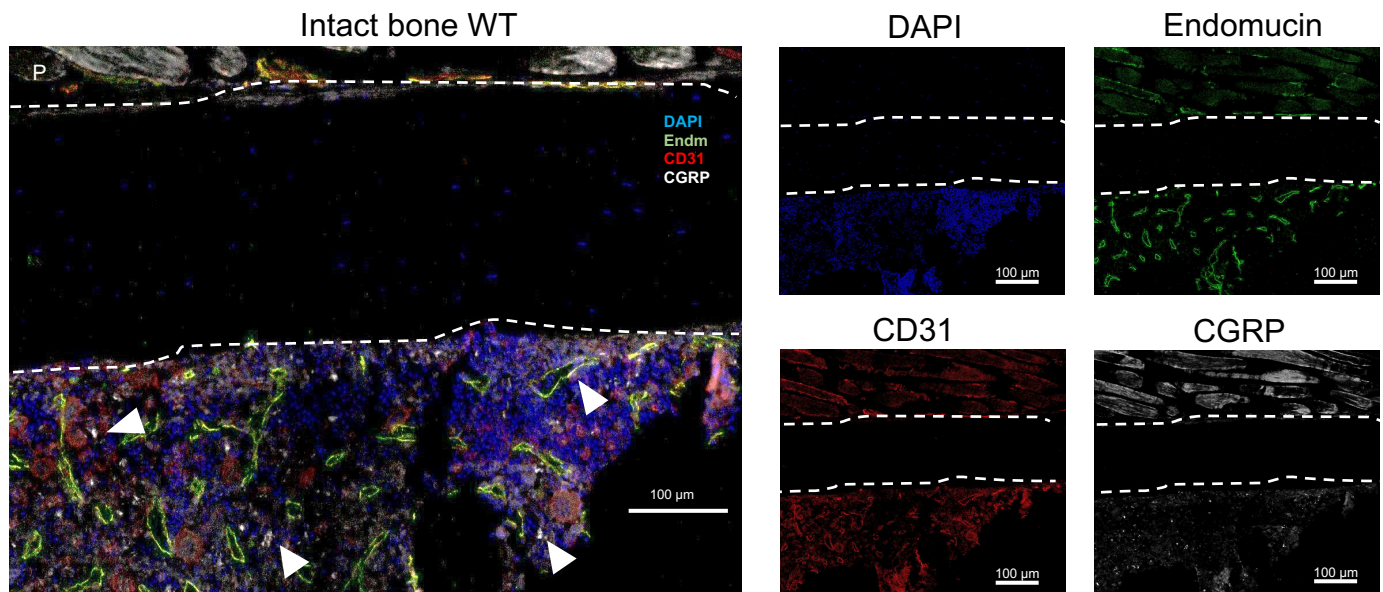 Intact bone WT
P
DAPI
Endm
CD31
CGRP
100 µm
DAPI
100 µm
Endomucin
100 µm
CD31
100 µm
CGRP
100 µm